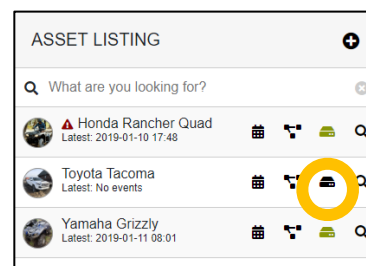 ASSET LISTING
What are you looking for?
Honda Rancher Quad
Latest: 2019-01-10 17:48
Toyota Tacoma
Latest: No events
Yamaha Grizzly
Latest: 2019-01-11 08:01